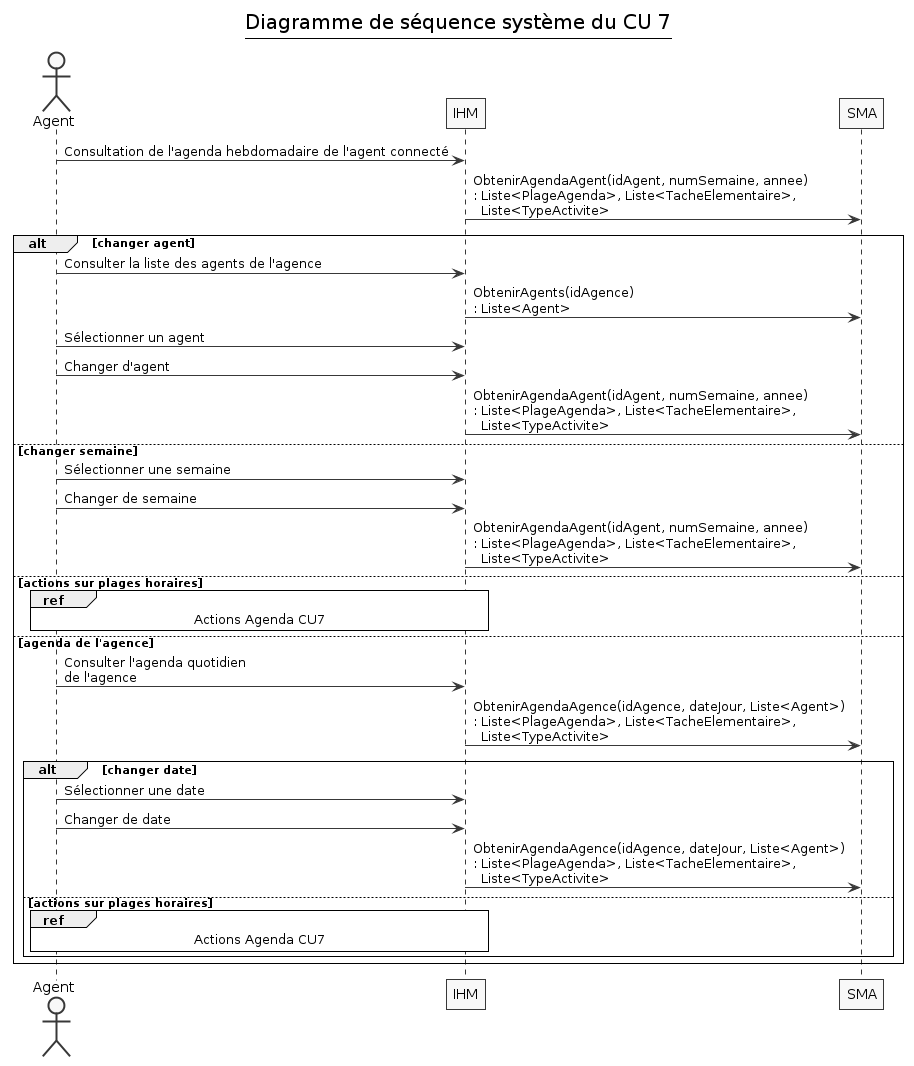 Diagramme de séquence système du CU 7
Agent
IHM
SMA
Consultation de l'agenda hebdomadaire de l'agent connecté
ObtenirAgendaAgent(idAgent, numSemaine, annee)
: Liste<PlageAgenda>, Liste<TacheElementaire>,
Liste<TypeActivite>
alt
[changer agent]
Consulter la liste des agents de l'agence
ObtenirAgents(idAgence)
: Liste<Agent>
Sélectionner un agent
Changer d'agent
ObtenirAgendaAgent(idAgent, numSemaine, annee)
: Liste<PlageAgenda>, Liste<TacheElementaire>,
Liste<TypeActivite>
[changer semaine]
Sélectionner une semaine
Changer de semaine
ObtenirAgendaAgent(idAgent, numSemaine, annee)
: Liste<PlageAgenda>, Liste<TacheElementaire>,
Liste<TypeActivite>
[actions sur plages horaires]
ref
Actions Agenda CU7
[agenda de l'agence]
Consulter l'agenda quotidien
de l'agence
ObtenirAgendaAgence(idAgence, dateJour, Liste<Agent>)
: Liste<PlageAgenda>, Liste<TacheElementaire>,
Liste<TypeActivite>
alt
[changer date]
Sélectionner une date
Changer de date
ObtenirAgendaAgence(idAgence, dateJour, Liste<Agent>)
: Liste<PlageAgenda>, Liste<TacheElementaire>,
Liste<TypeActivite>
[actions sur plages horaires]
ref
Actions Agenda CU7
Agent
IHM
SMA